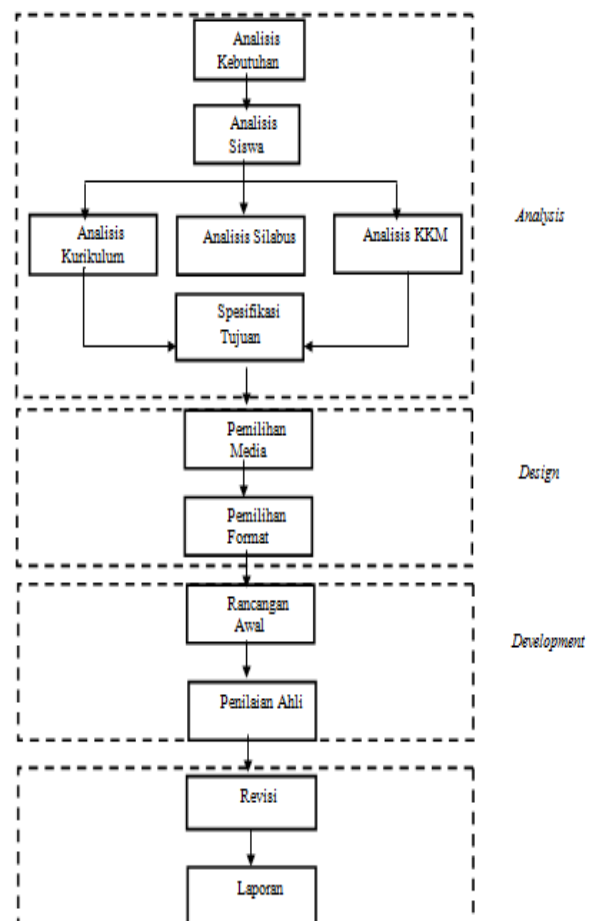 Analisis
Kebutuhan
Analisis
Siswa
Analisis
Kurikulum
Analisis Silabus
Analisis KKM
Analysis
Spesifikasi
Tujuan
Pemilihan
Media
Design
Pemilihan
Format
Rancangan
Awal
Development
Penilaian Ahli
Revisi
Laporan